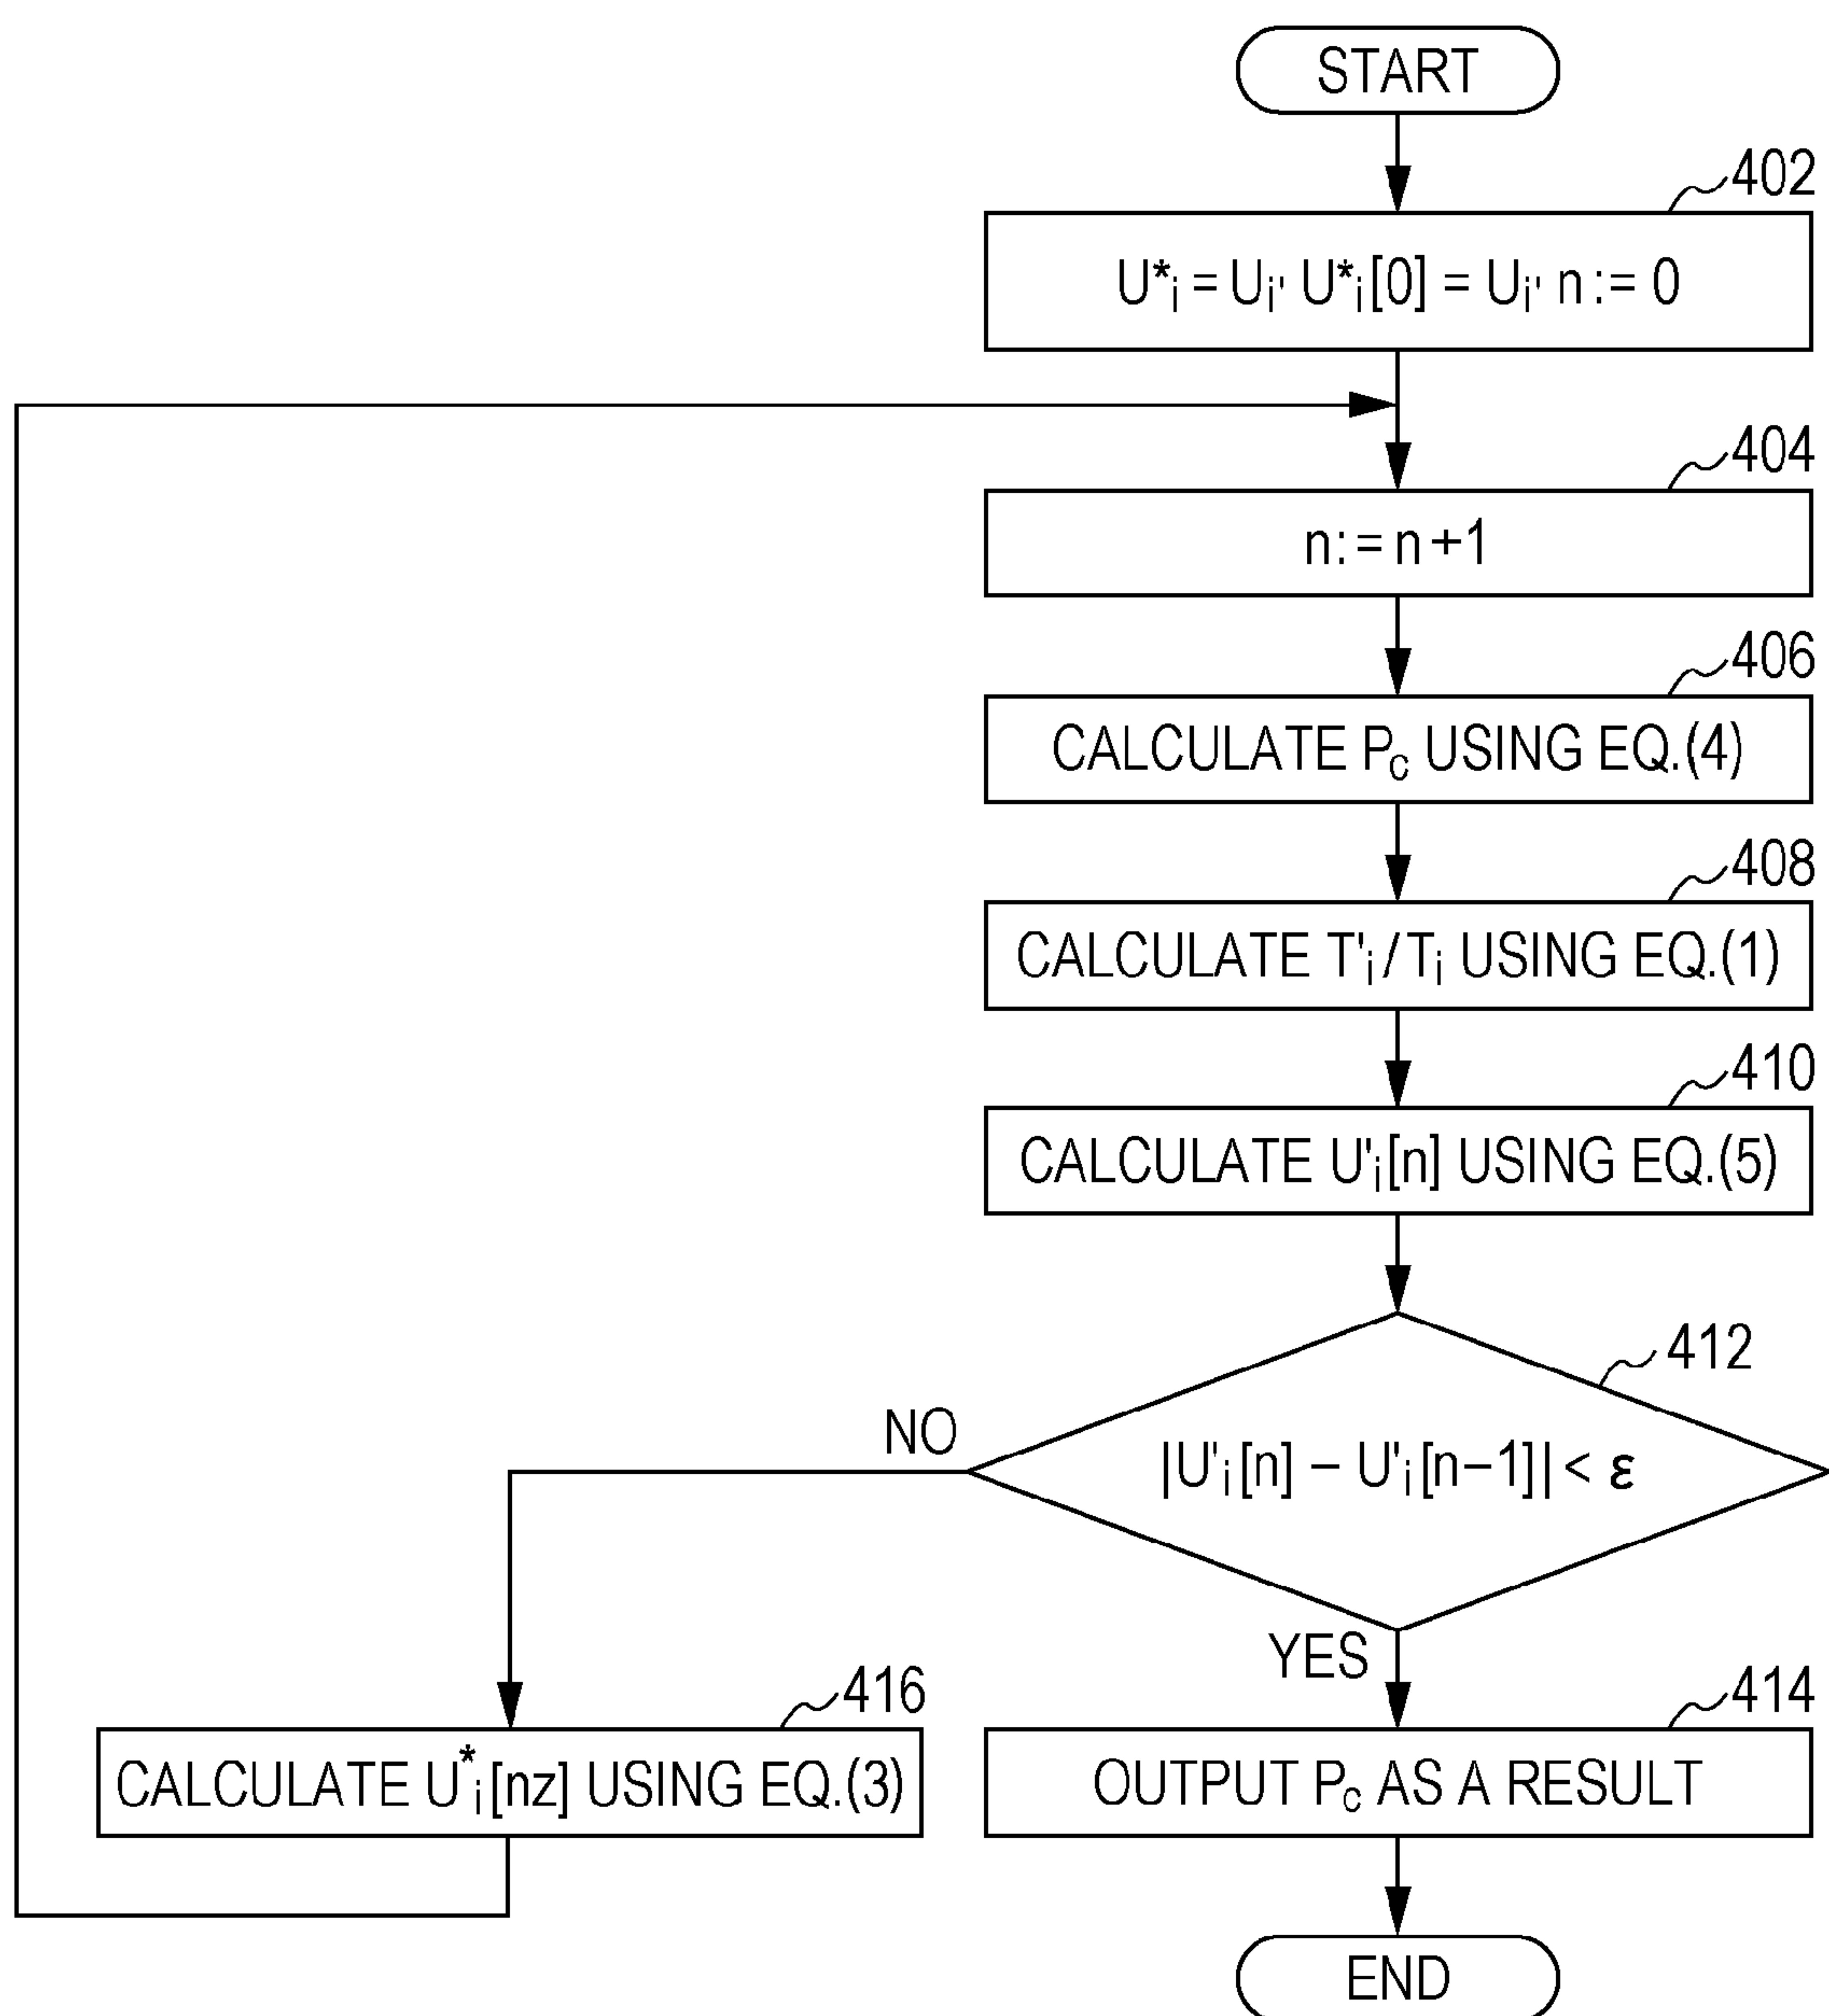 START
402
U*i = Ui' U*i[0] = Ui' n := 0
404
n := n +1
406
CALCULATE Pc USING EQ.(4)
408
CALCULATE T'i / Ti USING EQ.(1)
410
CALCULATE U'i[n] USING EQ.(5)
412
|U'i[n] – U'i[n–1]| < ε
NO
YES
416
CALCULATE U*i[nz] USING EQ.(3)
414
OUTPUT Pc AS A RESULT
END